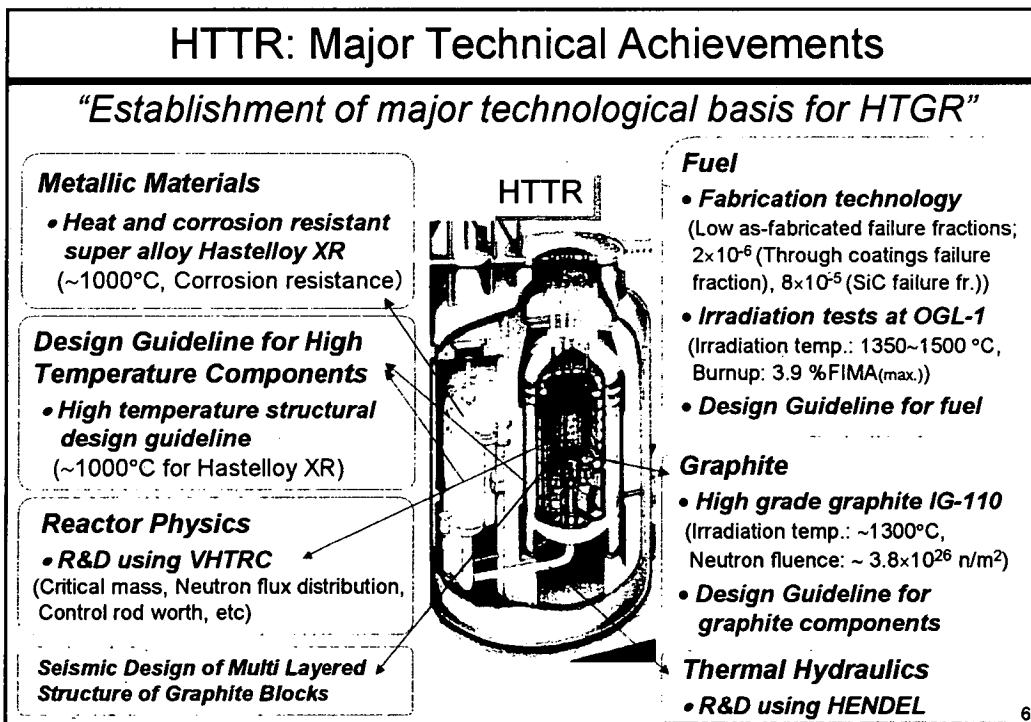 HTTR: Major Technical Achievements
"Establishment of major technological basis for HTGR"
Metallic Materials
• Heat and corrosion resistant
super alloy Hastelloy XR
(~1000°C, Corrosion resistance)
Design Guideline for High
Temperature Components
• High temperature structural
design guideline
(~1000°C for Hastelloy XR)
Reactor Physics
• R&D using VHTRC
(Critical mass, Neutron flux distribution,
Control rod worth, etc)
Seismic Design of Multi Layered
Structure of Graphite Blocks
HTTR
Fuel
• Fabrication technology
(Low as-fabricated failure fractions;
2×10⁻⁶ (Through coatings failure
fraction), 8×10⁻⁵ (SiC failure fr.))
• Irradiation tests at OGL-1
(Irradiation temp.: 1350~1500 °C,
Burnup: 3.9 %FIMA(max.))
• Design Guideline for fuel
Graphite
• High grade graphite IG-110
(Irradiation temp.: ~1300°C,
Neutron fluence: ~ 3.8×10²⁶ n/m²)
• Design Guideline for
graphite components
Thermal Hydraulics
• R&D using HENDEL
6